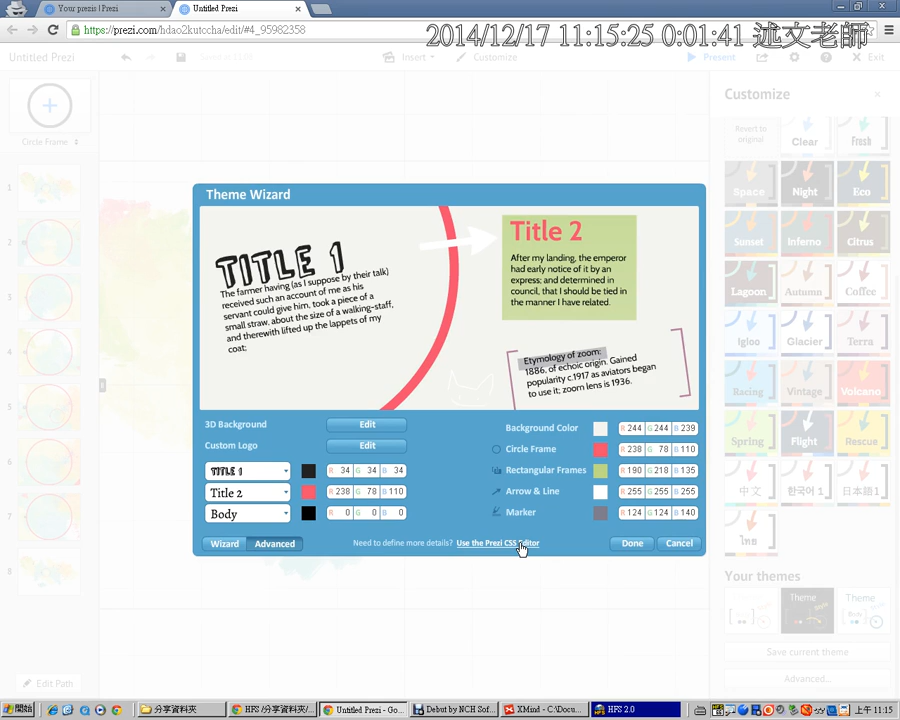 Your prezis | Prezi
Untitled Prezi
https://prezi.com/hdao2kutccha/edit/#4_95982358
2014/12/17 11:15:25 0:01:41 述文老師
Untitled Prezi
Insert
Customize
Present
Exit
Circle Frame
1
2
3
4
5
6
7
8
Edit Path
Theme Wizard
TITLE 1
The farmer having (as I suppose by their talk)
received such an account of me as his
servant could give him, took a piece of a
small straw, about the size of a walking-staff,
and therewith lifted up the lappets of my
coat;
Title 2
After my landing, the emperor
had early notice of it by an
express; and determined in
council, that I should be tied in
the manner I have related.
Etymology of zoom:
1886, of echoic origin. Gained
popularity c.1917 as aviators began
to use it; zoom lens is 1936.
3D Background Edit
Custom Logo Edit
TITLE 1 R 34 G 34 B 34
Title 2 R 238 G 78 B 110
Body R 0 G 0 B 0
Background Color R 244 G 244 B 239
Circle Frame R 238 G 78 B 110
Rectangular Frames R 190 G 218 B 135
Arrow & Line R 255 G 255 B 255
Marker R 124 G 124 B 140
Wizard Advanced Need to define more details? Use the Prezi CSS Editor Done Cancel
Customize
Revert to original Clear Fresh
Space Night Eco
Sunset Inferno Citrus
Lagoon Autumn Coffee
Igloo Glacier Terra
Racing Vintage Volcano
Spring Flight Rescue
中文 한국어 1 日本語1
ไทย
Your themes
Theme Theme
Save current theme
Advanced...
開始 分享資料夾 HFS /分享資料夾/... Untitled Prezi - Go... Debut by NCH Sof... XMind - C:\Docu... HFS 2.0 上午 11:15